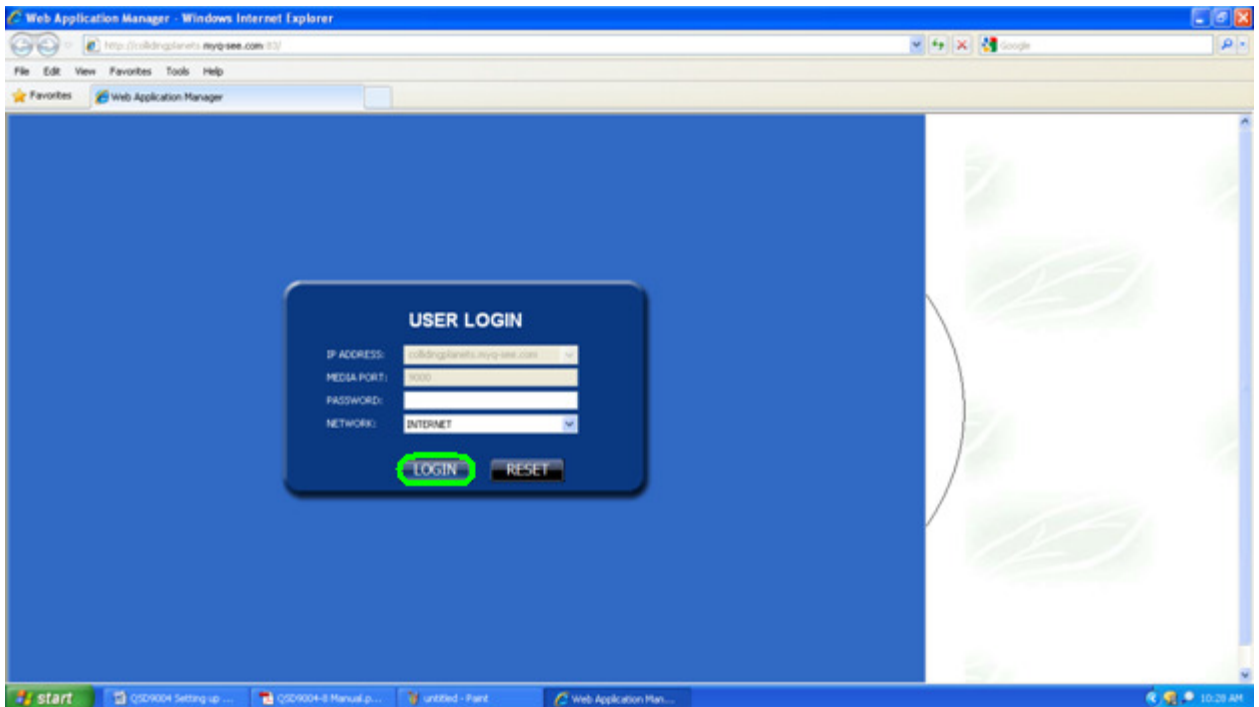 Web Application Manager - Windows Internet Explorer
http://collidingplanets.myq-see.com:83/
Google
File Edit View Favorites Tools Help
Favorites Web Application Manager
USER LOGIN
IP ADDRESS: collidingplanets.myq-see.com
MEDIA PORT: 9000
PASSWORD:
NETWORK: INTERNET
LOGIN RESET
start QSD9004 Setting up ... QSD9004-8 Manual.p... untitled - Paint Web Application Man... 10:28 AM